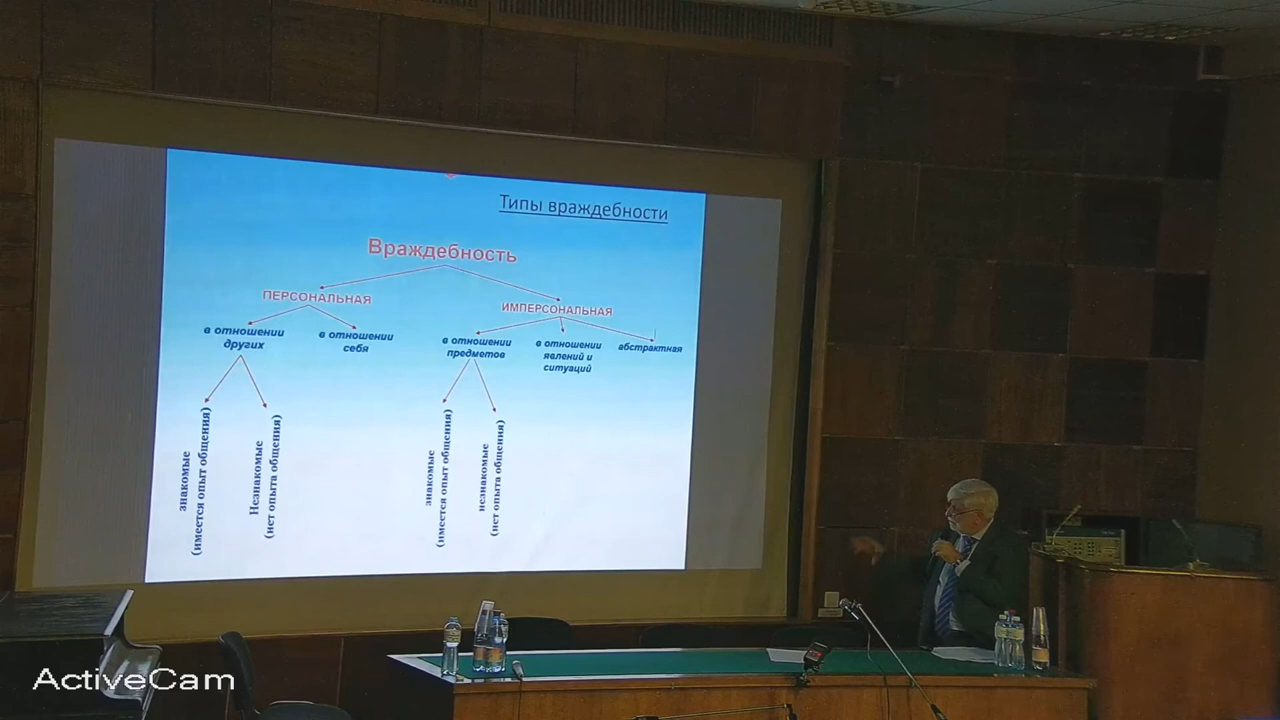 Типы враждебности
Враждебность
ПЕРСОНАЛЬНАЯ
ИМПЕРСОНАЛЬНАЯ
в отношении
других
в отношении
себя
в отношении
предметов
в отношении
явлений и
ситуаций
абстрактная
знакомые
(имеется опыт общения)
Незнакомые
(нет опыта общения)
знакомые
(имеется опыт общения)
незнакомые
(нет опыта общения)
ActiveCam